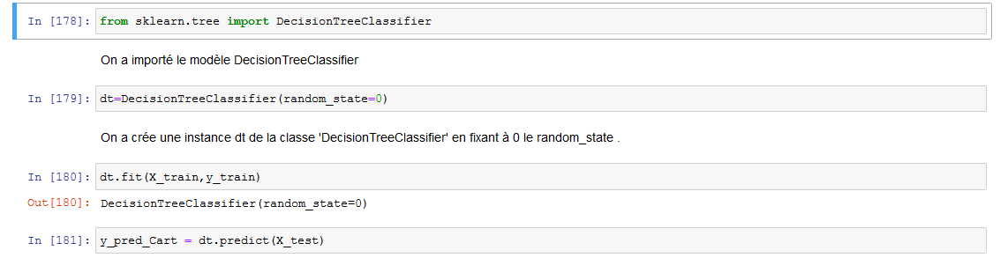 In [178]: from sklearn.tree import DecisionTreeClassifier
On a importé le modèle DecisionTreeClassifier
In [179]: dt=DecisionTreeClassifier(random_state=0)
On a crée une instance dt de la classe 'DecisionTreeClassifier' en fixant à 0 le random_state .
In [180]: dt.fit(X_train,y_train)
Out[180]: DecisionTreeClassifier(random_state=0)
In [181]: y_pred_Cart = dt.predict(X_test)